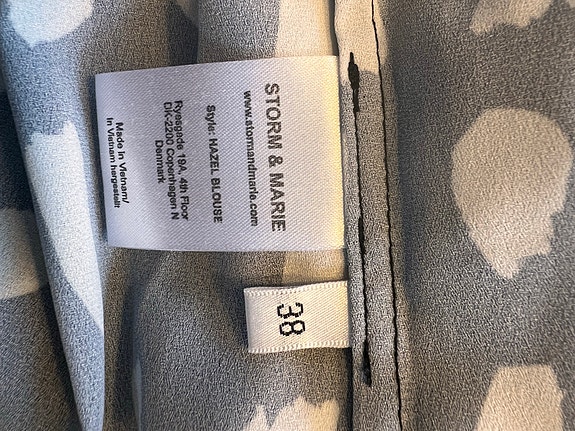 STORM & MARIE
www.stormandmarie.com
Style: HAZEL BLOUSE
Ryesgade 19A, 4th Floor
DK-2200 Copenhagen N
Denmark
Made in Vietnam/
In Vietnam hergestellt
38